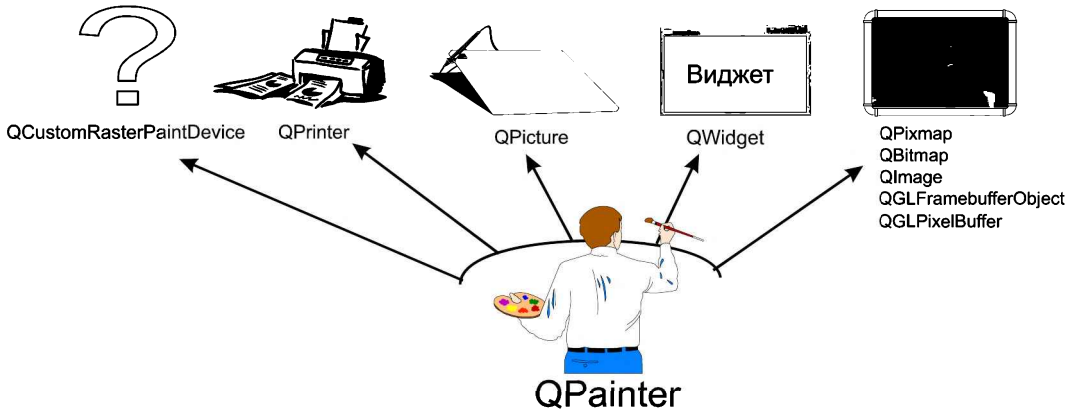 QCustomRasterPaintDevice
QPrinter
QPicture
Виджет
QWidget
QPixmap
QBitmap
QImage
QGLFramebufferObject
QGLPixelBuffer
QPainter